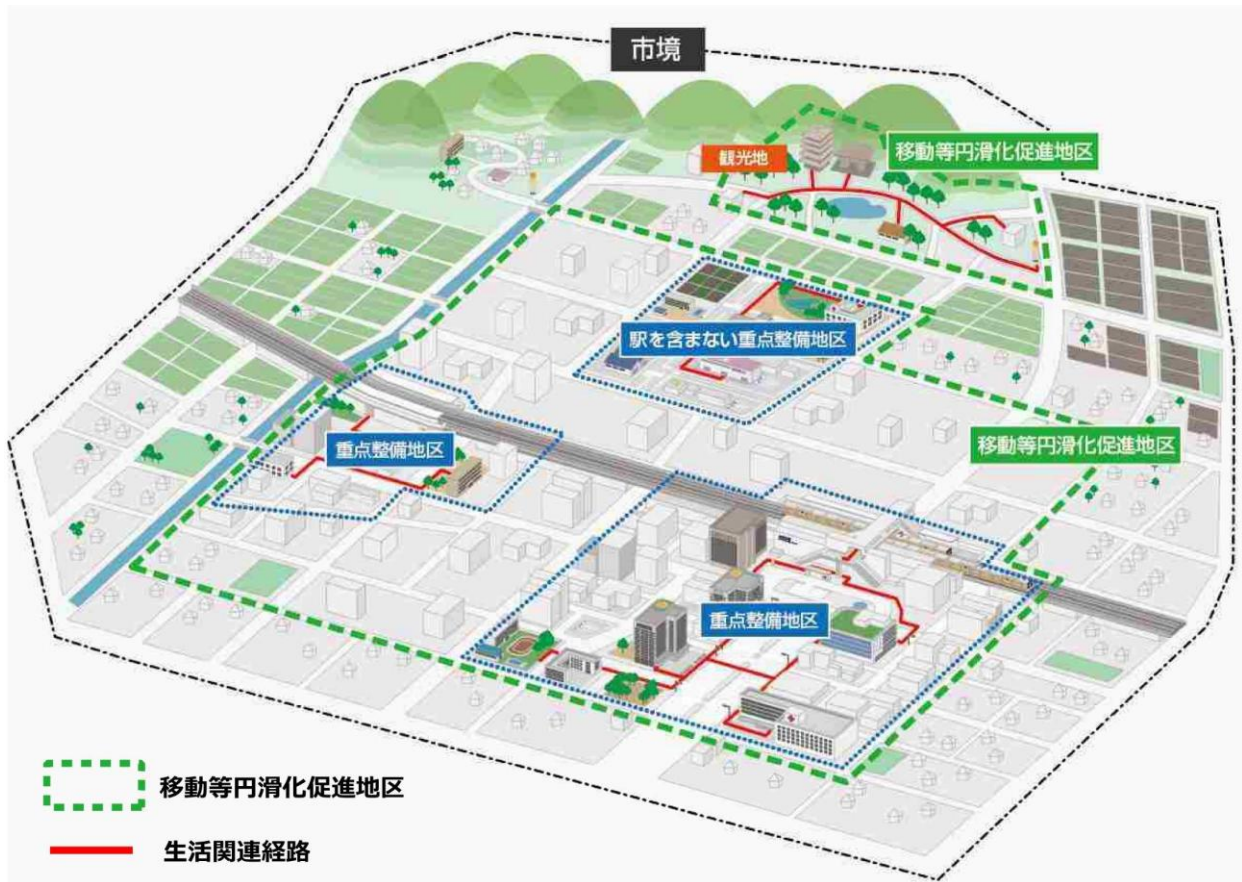 市境
観光地
移動等円滑化促進地区
駅を含まない重点整備地区
重点整備地区
移動等円滑化促進地区
重点整備地区
移動等円滑化促進地区
生活関連経路